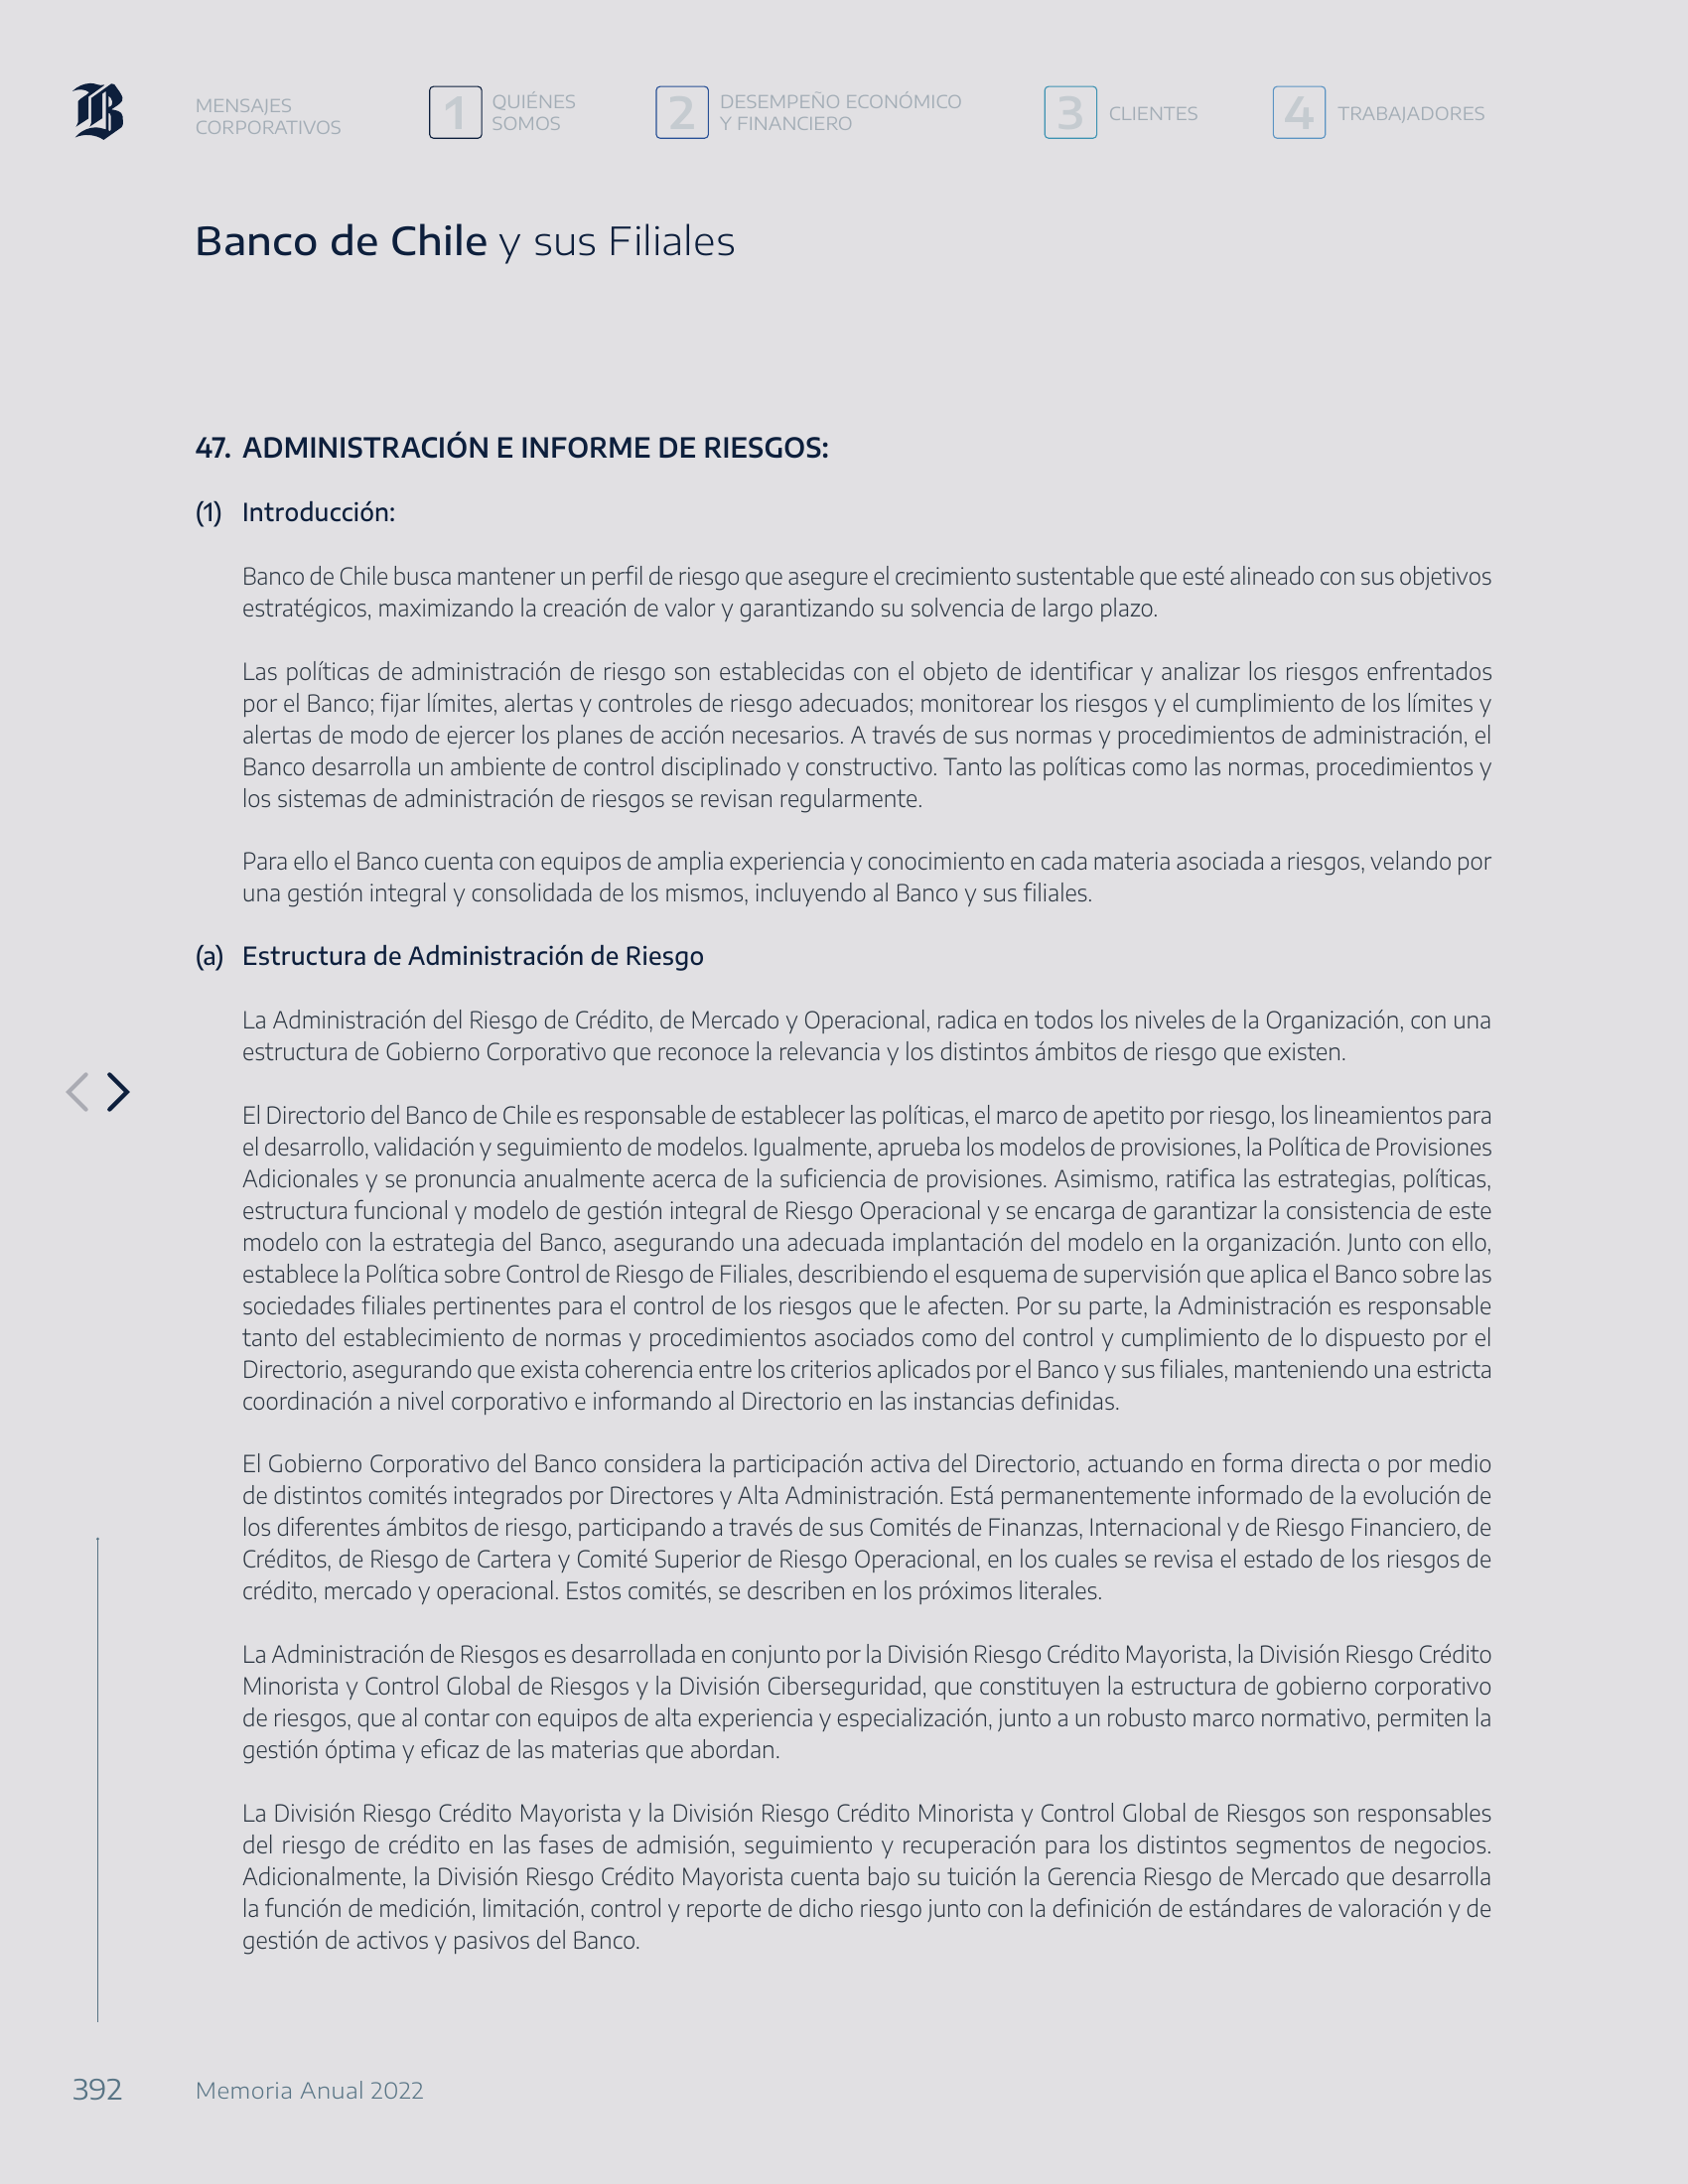 B
MENSAJES
CORPORATIVOS
1
QUIÉNES
SOMOS
2
DESEMPEÑO ECONÓMICO
Y FINANCIERO
3
CLIENTES
4
TRABAJADORES
Banco de Chile y sus Filiales
47. ADMINISTRACIÓN E INFORME DE RIESGOS:
(1) Introducción:
Banco de Chile busca mantener un perfil de riesgo que asegure el crecimiento sustentable que esté alineado con sus objetivos
estratégicos, maximizando la creación de valor y garantizando su solvencia de largo plazo.
Las políticas de administración de riesgo son establecidas con el objeto de identificar y analizar los riesgos enfrentados
por el Banco; fijar límites, alertas y controles de riesgo adecuados; monitorear los riesgos y el cumplimiento de los límites y
alertas de modo de ejercer los planes de acción necesarios. A través de sus normas y procedimientos de administración, el
Banco desarrolla un ambiente de control disciplinado y constructivo. Tanto las políticas como las normas, procedimientos y
los sistemas de administración de riesgos se revisan regularmente.
Para ello el Banco cuenta con equipos de amplia experiencia y conocimiento en cada materia asociada a riesgos, velando por
una gestión integral y consolidada de los mismos, incluyendo al Banco y sus filiales.
(a) Estructura de Administración de Riesgo
La Administración del Riesgo de Crédito, de Mercado y Operacional, radica en todos los niveles de la Organización, con una
estructura de Gobierno Corporativo que reconoce la relevancia y los distintos ámbitos de riesgo que existen.
El Directorio del Banco de Chile es responsable de establecer las políticas, el marco de apetito por riesgo, los lineamientos para
el desarrollo, validación y seguimiento de modelos. Igualmente, aprueba los modelos de provisiones, la Política de Provisiones
Adicionales y se pronuncia anualmente acerca de la suficiencia de provisiones. Asimismo, ratifica las estrategias, políticas,
estructura funcional y modelo de gestión integral de Riesgo Operacional y se encarga de garantizar la consistencia de este
modelo con la estrategia del Banco, asegurando una adecuada implantación del modelo en la organización. Junto con ello,
establece la Política sobre Control de Riesgo de Filiales, describiendo el esquema de supervisión que aplica el Banco sobre las
sociedades filiales pertinentes para el control de los riesgos que le afecten. Por su parte, la Administración es responsable
tanto del establecimiento de normas y procedimientos asociados como del control y cumplimiento de lo dispuesto por el
Directorio, asegurando que exista coherencia entre los criterios aplicados por el Banco y sus filiales, manteniendo una estricta
coordinación a nivel corporativo e informando al Directorio en las instancias definidas.
El Gobierno Corporativo del Banco considera la participación activa del Directorio, actuando en forma directa o por medio
de distintos comités integrados por Directores y Alta Administración. Está permanentemente informado de la evolución de
los diferentes ámbitos de riesgo, participando a través de sus Comités de Finanzas, Internacional y de Riesgo Financiero, de
Créditos, de Riesgo de Cartera y Comité Superior de Riesgo Operacional, en los cuales se revisa el estado de los riesgos de
crédito, mercado y operacional. Estos comités, se describen en los próximos literales.
La Administración de Riesgos es desarrollada en conjunto por la División Riesgo Crédito Mayorista, la División Riesgo Crédito
Minorista y Control Global de Riesgos y la División Ciberseguridad, que constituyen la estructura de gobierno corporativo
de riesgos, que al contar con equipos de alta experiencia y especialización, junto a un robusto marco normativo, permiten la
gestión óptima y eficaz de las materias que abordan.
La División Riesgo Crédito Mayorista y la División Riesgo Crédito Minorista y Control Global de Riesgos son responsables
del riesgo de crédito en las fases de admisión, seguimiento y recuperación para los distintos segmentos de negocios.
Adicionalmente, la División Riesgo Crédito Mayorista cuenta bajo su tuición la Gerencia Riesgo de Mercado que desarrolla
la función de medición, limitación, control y reporte de dicho riesgo junto con la definición de estándares de valoración y de
gestión de activos y pasivos del Banco.
392
Memoria Anual 2022